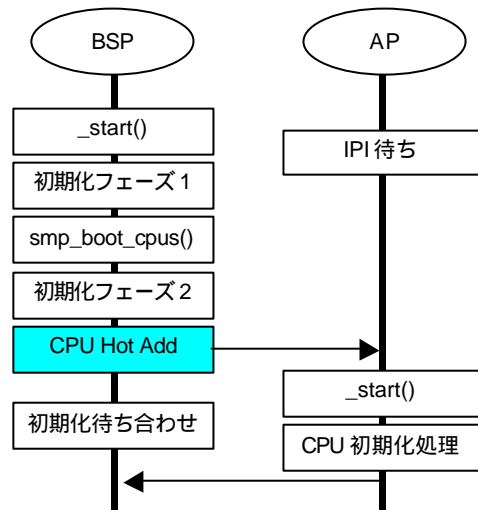 BSP
AP
_start()
IPI 待ち
初期化フェーズ 1
smp_boot_cpus()
初期化フェーズ 2
CPU Hot Add
_start()
初期化待ち合わせ
CPU 初期化処理